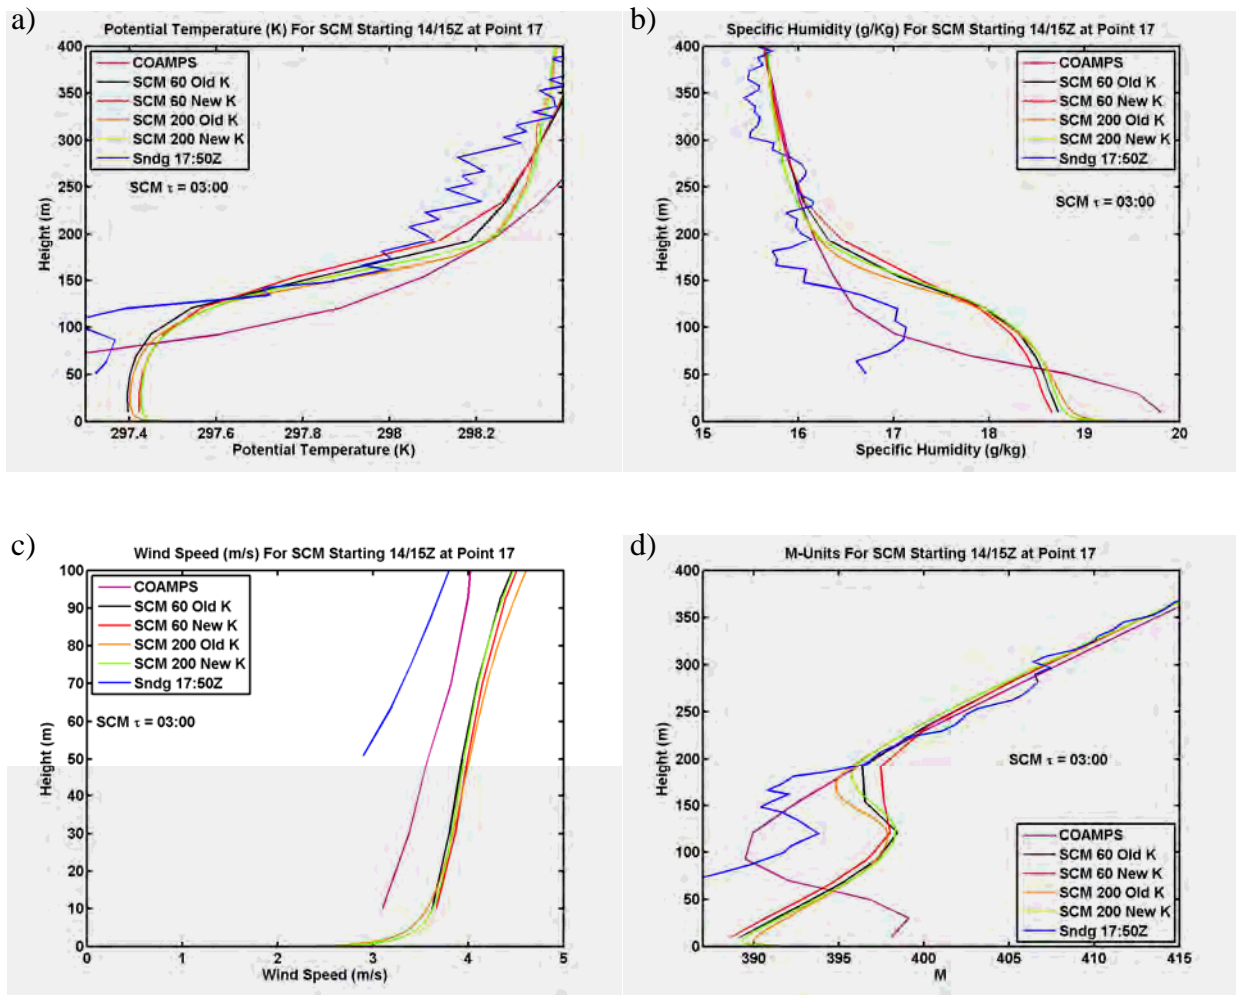 a)
Potential Temperature (K) For SCM Starting 14/15Z at Point 17
400
350
300
250
200
150
100
50
0
Height (m)
COAMPS
SCM 60 Old K
SCM 60 New K
SCM 200 Old K
SCM 200 New K
Sndg 17:50Z
SCM τ = 03:00
297.4 297.6 297.8 298 298.2
Potential Temperature (K)
b)
Specific Humidity (g/Kg) For SCM Starting 14/15Z at Point 17
400
350
300
250
200
150
100
50
0
Height (m)
COAMPS
SCM 60 Old K
SCM 60 New K
SCM 200 Old K
SCM 200 New K
Sndg 17:50Z
SCM τ = 03:00
15 16 17 18 19 20
Specific Humidity (g/kg)
c)
Wind Speed (m/s) For SCM Starting 14/15Z at Point 17
100
90
80
70
60
50
40
30
20
10
0
Height (m)
COAMPS
SCM 60 Old K
SCM 60 New K
SCM 200 Old K
SCM 200 New K
Sndg 17:50Z
SCM τ = 03:00
0 1 2 3 4 5
Wind Speed (m/s)
d)
M-Units For SCM Starting 14/15Z at Point 17
400
350
300
250
200
150
100
50
0
Height (m)
SCM τ = 03:00
COAMPS
SCM 60 Old K
SCM 60 New K
SCM 200 Old K
SCM 200 New K
Sndg 17:50Z
390 395 400 405 410 415
M